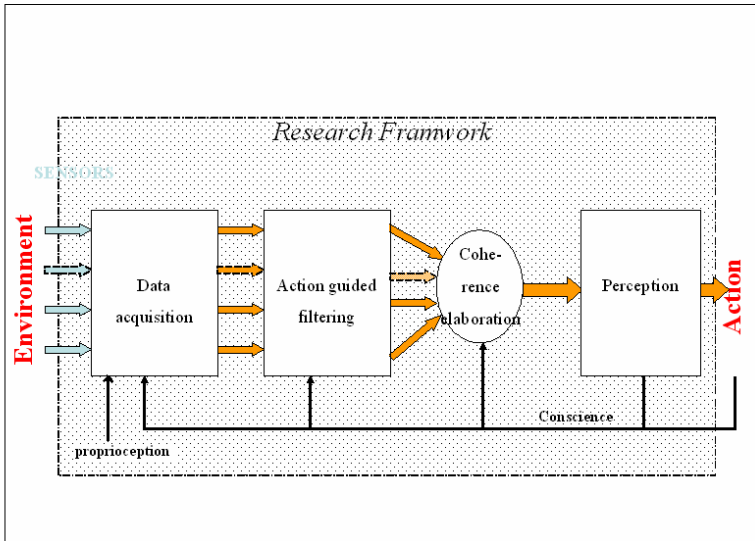 Research Framwork
SENSORS
Environment
Data
acquisition
Action guided
filtering
Cohe-
rence
elaboration
Perception
Action
Conscience
proprioception